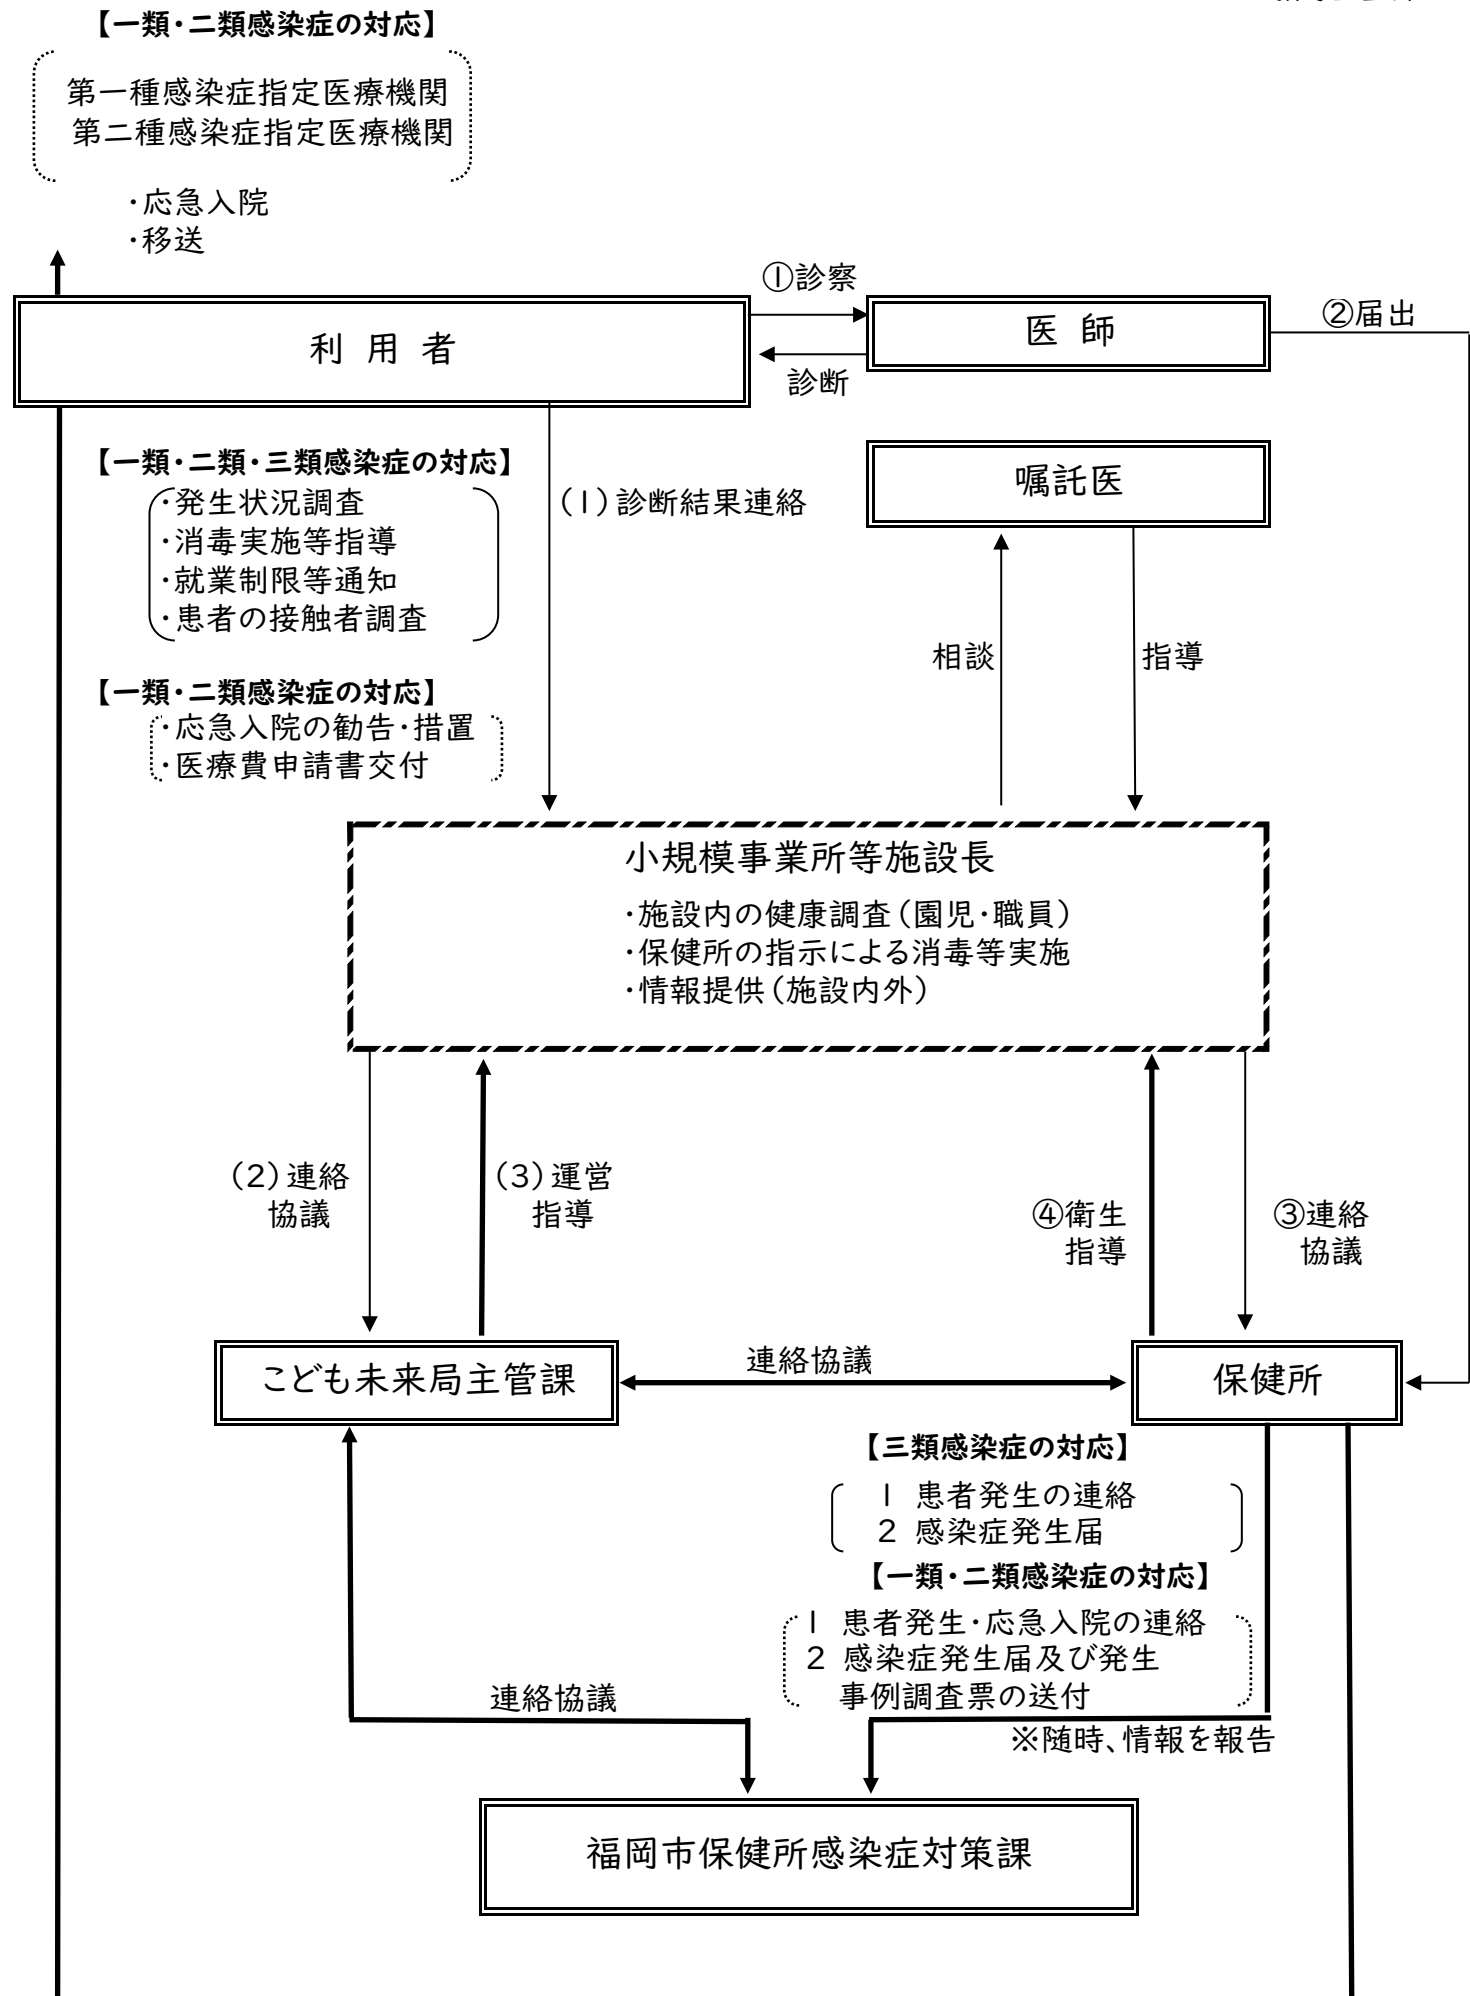 【一類・二類感染症の対応】
第一種感染症指定医療機関
第二種感染症指定医療機関
・応急入院
・移送
①診察
利 用 者
医 師
②届出
診断
【一類・二類・三類感染症の対応】
・発生状況調査
・消毒実施等指導
・就業制限等通知
・患者の接触者調査
(1)診断結果連絡
嘱託医
相談
指導
【一類・二類感染症の対応】
・応急入院の勧告・措置
・医療費申請書交付
小規模事業所等施設長
・施設内の健康調査(園児・職員)
・保健所の指示による消毒等実施
・情報提供(施設内外)
(2)連絡
協議
(3)運営
指導
④衛生
指導
③連絡
協議
こども未来局主管課
連絡協議
保健所
【三類感染症の対応】
1 患者発生の連絡
2 感染症発生届
【一類・二類感染症の対応】
1 患者発生・応急入院の連絡
2 感染症発生届及び発生
事例調査票の送付
連絡協議
※随時、情報を報告
福岡市保健所感染症対策課